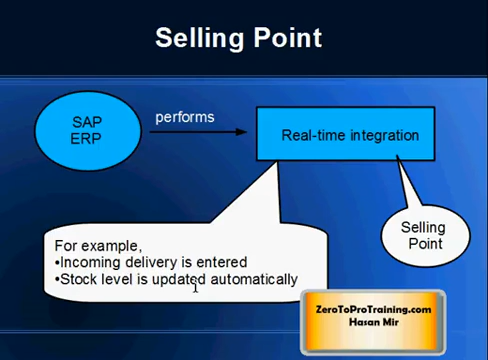 Selling Point
SAP
ERP
performs
Real-time integration
Selling
Point
For example,
•Incoming delivery is entered
•Stock level is updated automatically
ZeroToProTraining.com
Hasan Mir